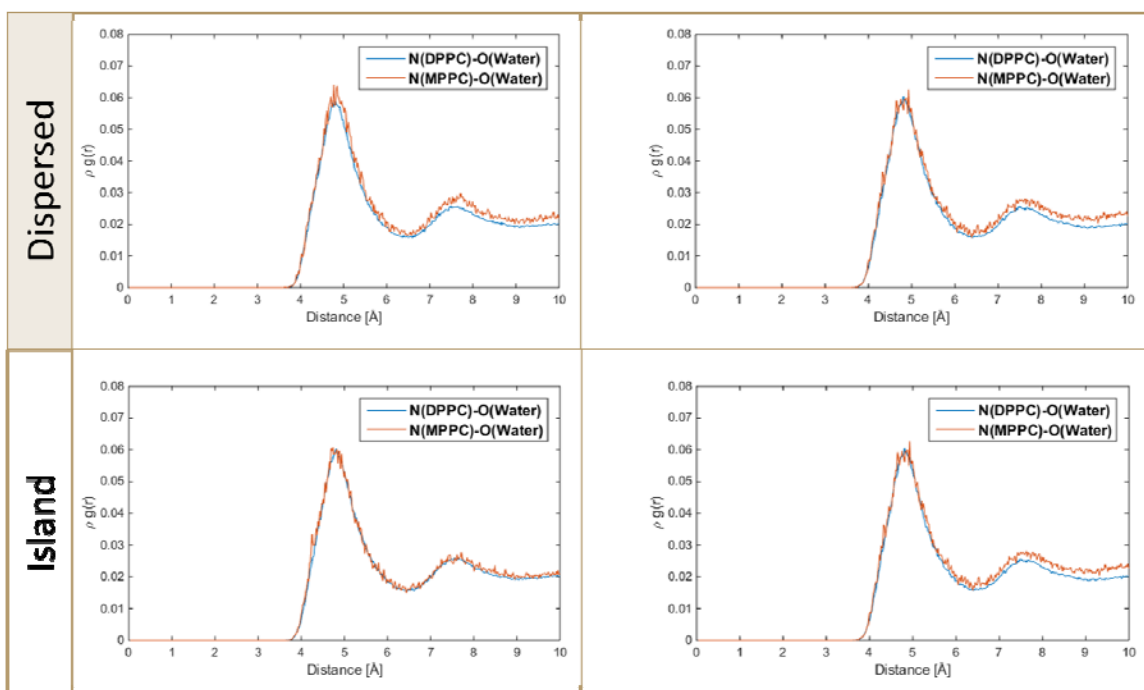 Dispersed
0.08
0.07
0.06
0.05
0.04
0.03
0.02
0.01
0
ρ g(r)
N(DPPC)-O(Water)
N(MPPC)-O(Water)
0 1 2 3 4 5 6 7 8 9 10
Distance [Å]
0.08
0.07
0.06
0.05
0.04
0.03
0.02
0.01
0
ρ g(r)
N(DPPC)-O(Water)
N(MPPC)-O(Water)
0 1 2 3 4 5 6 7 8 9 10
Distance [Å]
Island
0.08
0.07
0.06
0.05
0.04
0.03
0.02
0.01
0
ρ g(r)
N(DPPC)-O(Water)
N(MPPC)-O(Water)
0 1 2 3 4 5 6 7 8 9 10
Distance [Å]
0.08
0.07
0.06
0.05
0.04
0.03
0.02
0.01
0
ρ g(r)
N(DPPC)-O(Water)
N(MPPC)-O(Water)
0 1 2 3 4 5 6 7 8 9 10
Distance [Å]